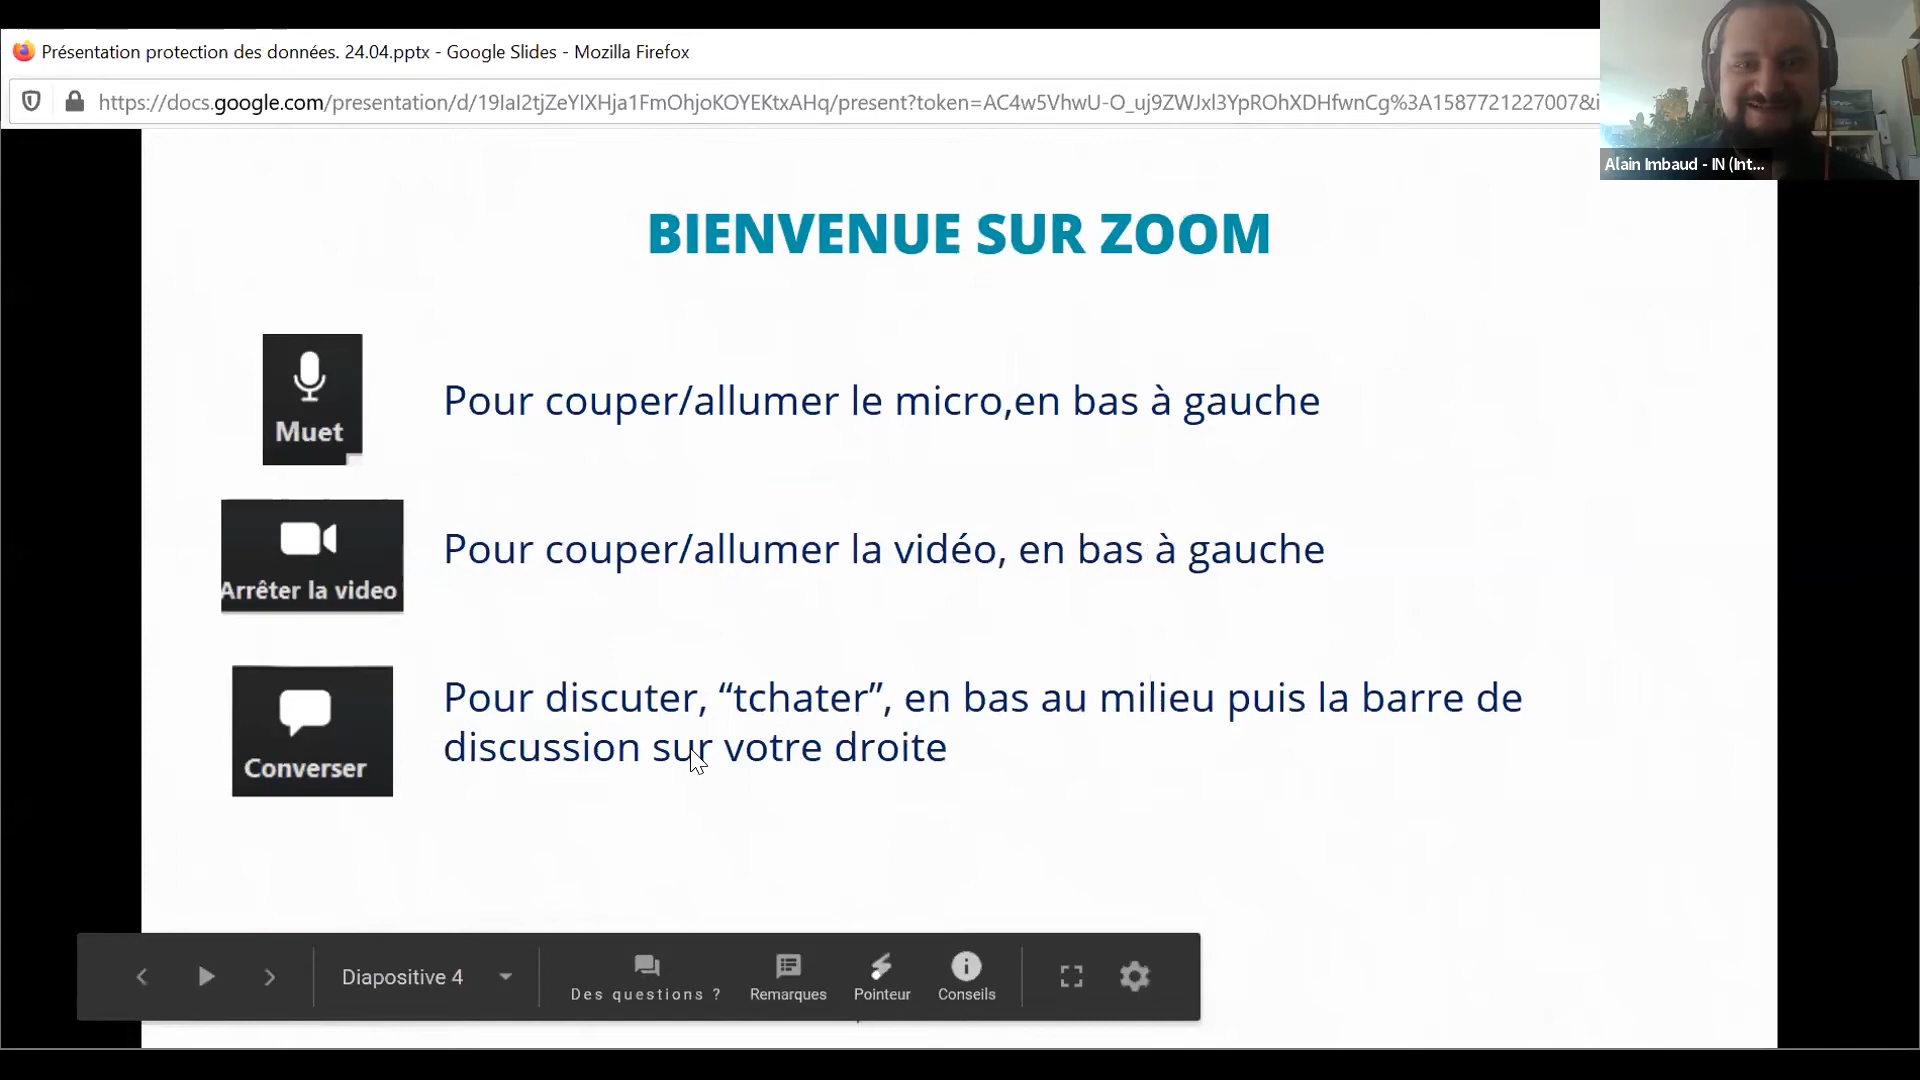 Présentation protection des données. 24.04.pptx - Google Slides - Mozilla Firefox
https://docs.google.com/presentation/d/19IaI2tjZeYIXHja1FmOhjoKOYEKtxAHq/present?token=AC4w5VhwU-O_uj9ZWJxl3YpROhXDHfwnCg%3A1587721227007&i
Alain Imbaud - IN (Int...
BIENVENUE SUR ZOOM
Muet
Pour couper/allumer le micro,en bas à gauche
Arrêter la video
Pour couper/allumer la vidéo, en bas à gauche
Converser
Pour discuter, “tchater”, en bas au milieu puis la barre de
discussion sur votre droite
Diapositive 4
Des questions ?
Remarques
Pointeur
Conseils